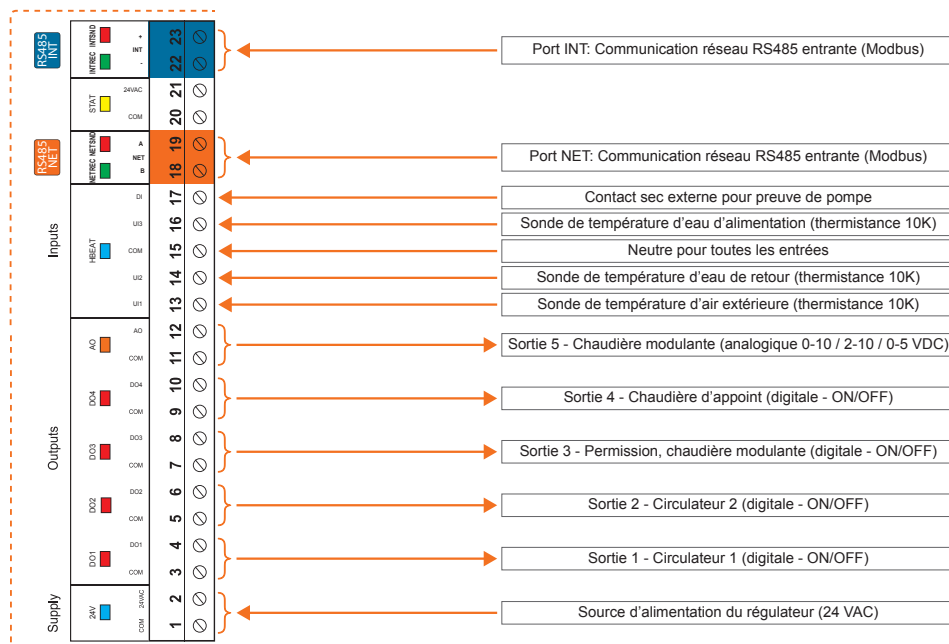 RS485 INT
INTREC INTSND
+
INT
-
23
22
Port INT: Communication réseau RS485 entrante (Modbus)
STAT
24VAC
COM
21
20
RS485 NET
NETREC NETSND
A
NET
B
19
18
Port NET: Communication réseau RS485 entrante (Modbus)
Inputs
HBEAT
DI
17
Contact sec externe pour preuve de pompe
UI3
16
Sonde de température d'eau d'alimentation (thermistance 10K)
COM
15
Neutre pour toutes les entrées
UI2
14
Sonde de température d'eau de retour (thermistance 10K)
UI1
13
Sonde de température d'air extérieure (thermistance 10K)
Outputs
AO
AO
COM
12
11
Sortie 5 - Chaudière modulante (analogique 0-10 / 2-10 / 0-5 VDC)
DO4
DO4
COM
10
9
Sortie 4 - Chaudière d'appoint (digitale - ON/OFF)
DO3
DO3
COM
8
7
Sortie 3 - Permission, chaudière modulante (digitale - ON/OFF)
DO2
DO2
COM
6
5
Sortie 2 - Circulateur 2 (digitale - ON/OFF)
DO1
DO1
COM
4
3
Sortie 1 - Circulateur 1 (digitale - ON/OFF)
Supply
24V
24VAC
COM
2
1
Source d'alimentation du régulateur (24 VAC)